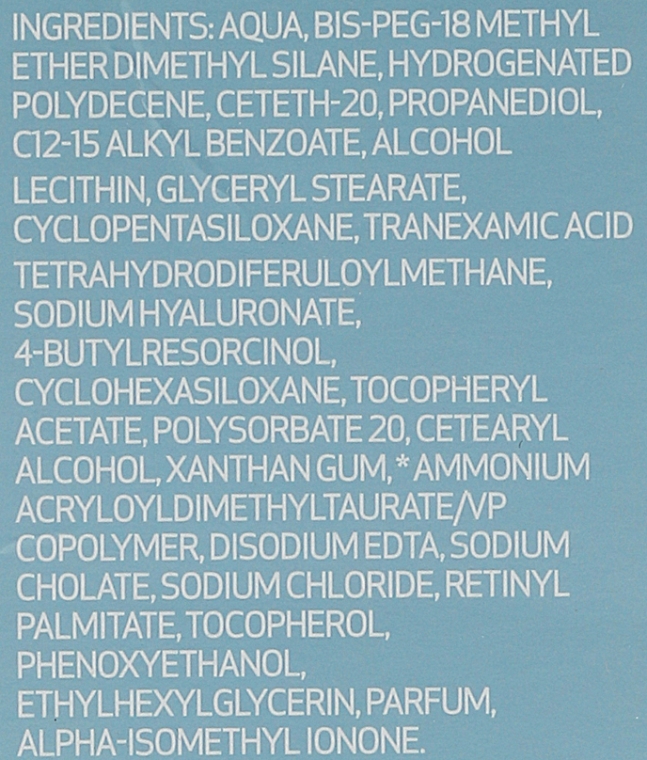 INGREDIENTS: AQUA, BIS-PEG-18 METHYL
ETHER DIMETHYL SILANE, HYDROGENATED
POLYDECENE, CETETH-20, PROPANEDIOL,
C12-15 ALKYL BENZOATE, ALCOHOL
LECITHIN, GLYCERYL STEARATE,
CYCLOPENTASILOXANE, TRANEXAMIC ACID
TETRAHYDRODIFERULOYLMETHANE,
SODIUM HYALURONATE,
4-BUTYLRESORCINOL,
CYCLOHEXASILOXANE, TOCOPHERYL
ACETATE, POLYSORBATE 20, CETEARYL
ALCOHOL, XANTHAN GUM, * AMMONIUM
ACRYLOYLDIMETHYLTAURATE/VP
COPOLYMER, DISODIUM EDTA, SODIUM
CHOLATE, SODIUM CHLORIDE, RETINYL
PALMITATE, TOCOPHEROL,
PHENOXYETHANOL,
ETHYLHEXYLGLYCERIN, PARFUM,
ALPHA-ISOMETHYL IONONE.